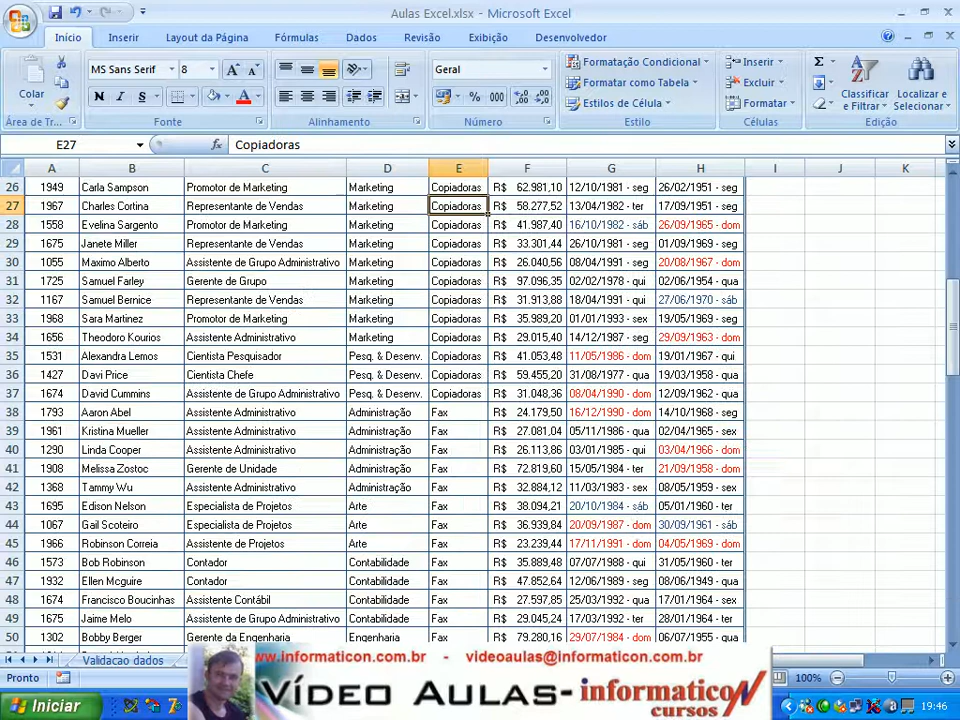 Aulas Excel.xlsx - Microsoft Excel
Início Inserir Layout da Página Fórmulas Dados Revisão Exibição Desenvolvedor
Colar
MS Sans Serif 8
N I S
Geral
% 000
Formatação Condicional
Formatar como Tabela
Estilos de Célula
Inserir
Excluir
Formatar
Classificar e Filtrar
Localizar e Selecionar
Área de Tr... Fonte Alinhamento Número Estilo Células Edição
E27 fx Copiadoras
A B C D E F G H I J K
26 1949 Carla Sampson Promotor de Marketing Marketing Copiadoras R$ 62.981,10 12/10/1981 - seg 26/02/1951 - seg
27 1967 Charles Cortina Representante de Vendas Marketing Copiadoras R$ 58.277,52 13/04/1982 - ter 17/09/1951 - seg
28 1558 Evelina Sargento Promotor de Marketing Marketing Copiadoras R$ 41.987,40 16/10/1982 - sáb 26/09/1965 - dom
29 1675 Janete Miller Representante de Vendas Marketing Copiadoras R$ 33.301,44 26/10/1981 - seg 01/09/1969 - seg
30 1055 Maximo Alberto Assistente de Grupo Administrativo Marketing Copiadoras R$ 26.040,56 08/04/1991 - seg 20/08/1967 - dom
31 1725 Samuel Farley Gerente de Grupo Marketing Copiadoras R$ 97.096,35 02/02/1978 - qui 02/06/1954 - qua
32 1167 Samuel Bernice Representante de Vendas Marketing Copiadoras R$ 31.913,88 18/04/1991 - qui 27/06/1970 - sáb
33 1968 Sara Martinez Promotor de Marketing Marketing Copiadoras R$ 35.989,20 01/01/1993 - sex 19/05/1969 - seg
34 1656 Theodoro Kourios Assistente Administrativo Marketing Copiadoras R$ 29.015,40 14/12/1987 - seg 29/09/1963 - dom
35 1531 Alexandra Lemos Cientista Pesquisador Pesq. & Desenv. Copiadoras R$ 41.053,48 11/05/1986 - dom 19/01/1967 - qui
36 1427 Davi Price Cientista Chefe Pesq. & Desenv. Copiadoras R$ 59.455,20 31/08/1977 - qua 19/03/1958 - qua
37 1674 David Cummins Assistente de Grupo Administrativo Pesq. & Desenv. Copiadoras R$ 31.048,36 08/04/1990 - dom 12/09/1962 - qua
38 1793 Aaron Abel Assistente Administrativo Administração Fax R$ 24.179,50 16/12/1990 - dom 14/10/1968 - seg
39 1961 Kristina Mueller Assistente Administrativo Administração Fax R$ 27.081,04 05/11/1986 - qua 02/04/1965 - sex
40 1290 Linda Cooper Assistente Administrativo Administração Fax R$ 26.113,86 03/01/1985 - qui 03/04/1966 - dom
41 1908 Melissa Zostoc Gerente de Unidade Administração Fax R$ 72.819,60 15/05/1984 - ter 21/09/1958 - dom
42 1368 Tammy Wu Assistente Administrativo Administração Fax R$ 32.884,12 11/03/1983 - sex 08/05/1959 - sex
43 1695 Edison Nelson Especialista de Projetos Arte Fax R$ 38.094,21 20/10/1984 - sáb 05/01/1960 - ter
44 1067 Gail Scoteiro Especialista de Projetos Arte Fax R$ 36.939,84 20/09/1987 - dom 30/09/1961 - sáb
45 1966 Robinson Correia Assistente de Projetos Arte Fax R$ 23.239,44 17/11/1991 - dom 04/05/1969 - dom
46 1573 Bob Robinson Contador Contabilidade Fax R$ 35.889,48 07/07/1988 - qui 31/05/1960 - ter
47 1932 Ellen Mcguire Contador Contabilidade Fax R$ 47.852,64 12/06/1989 - seg 08/06/1949 - qua
48 1674 Francisco Boucinhas Assistente Contábil Contabilidade Fax R$ 27.597,85 25/03/1992 - qua 17/01/1964 - sex
49 1675 Jaime Melo Assistente Administrativo Contabilidade Fax R$ 29.045,24 17/03/1992 - ter
50 1302 Bobby Berger Gerente da Engenharia Engenharia Fax R$ 79.280,16 29/07/1984 - dom 06/07/1955 - qua
Validacao dados
www.informaticon.com.br - videoaulas@informaticon.com.br
Pronto 100%
VÍDEO AULAS- informaticoN cursos
Iniciar 19:46